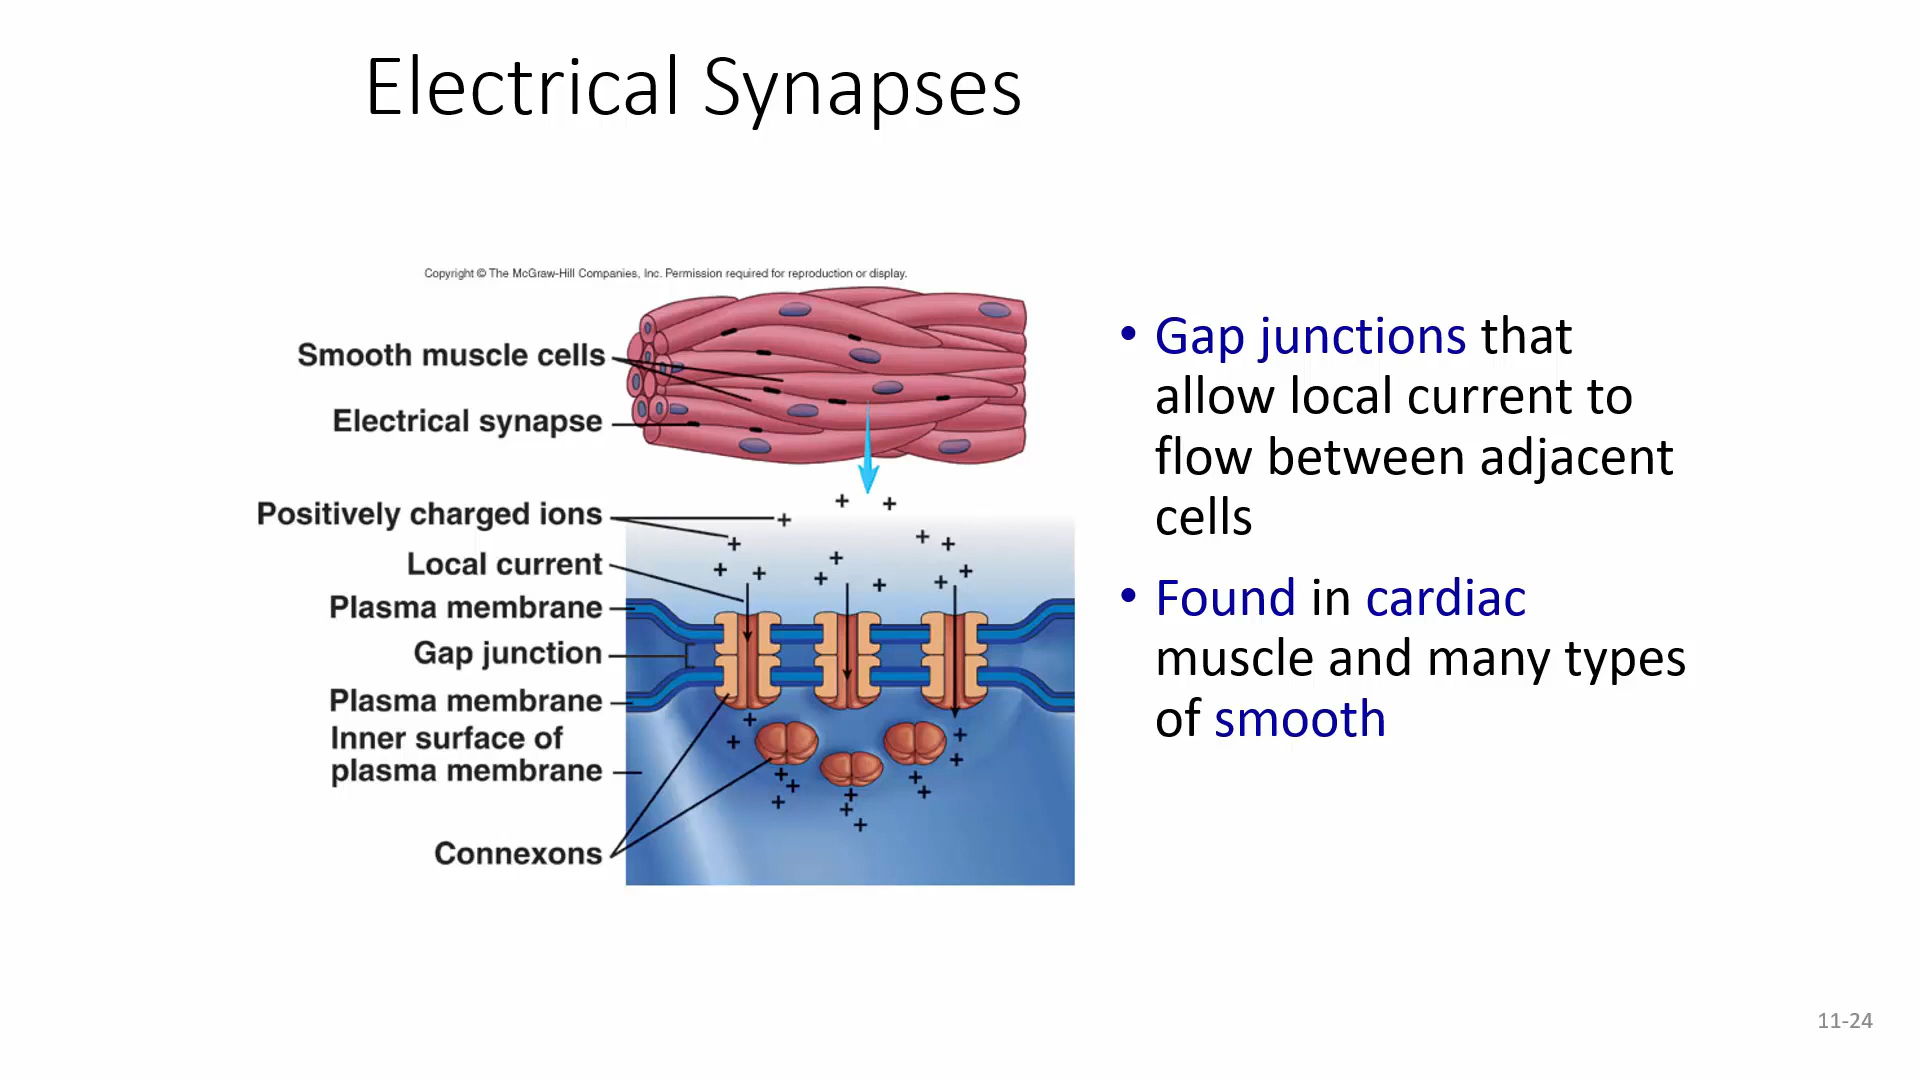 Electrical Synapses
Copyright © The McGraw-Hill Companies, Inc. Permission required for reproduction or display.
Smooth muscle cells
Electrical synapse
Positively charged ions
Local current
Plasma membrane
Gap junction
Plasma membrane
Inner surface of
plasma membrane
Connexons
• Gap junctions that
allow local current to
flow between adjacent
cells
• Found in cardiac
muscle and many types
of smooth
11-24